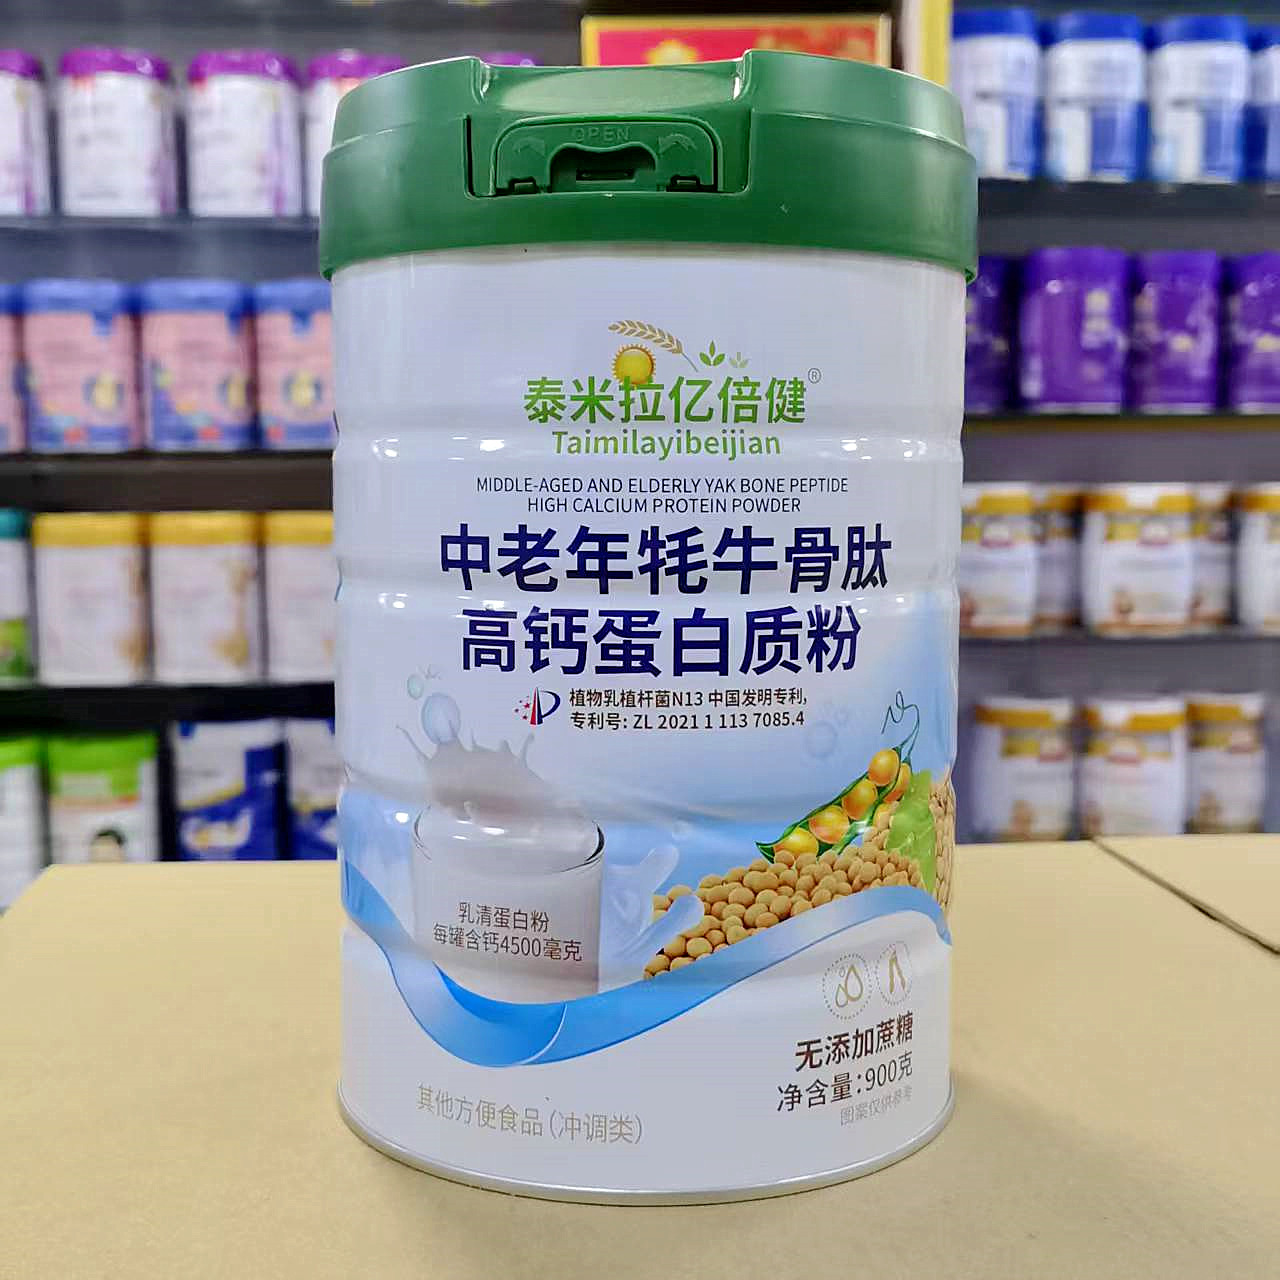 OPEN
泰米拉亿倍健®
Taimilayibeijian
MIDDLE-AGED AND ELDERLY YAK BONE PEPTIDE
HIGH CALCIUM PROTEIN POWDER
中老年牦牛骨肽
高钙蛋白质粉
植物乳植杆菌N13 中国发明专利,
专利号: ZL 2021 1 113 7085.4
乳清蛋白粉
每罐含钙4500毫克
无添加蔗糖
净含量:900克
图案仅供参考
其他方便食品(冲调类)